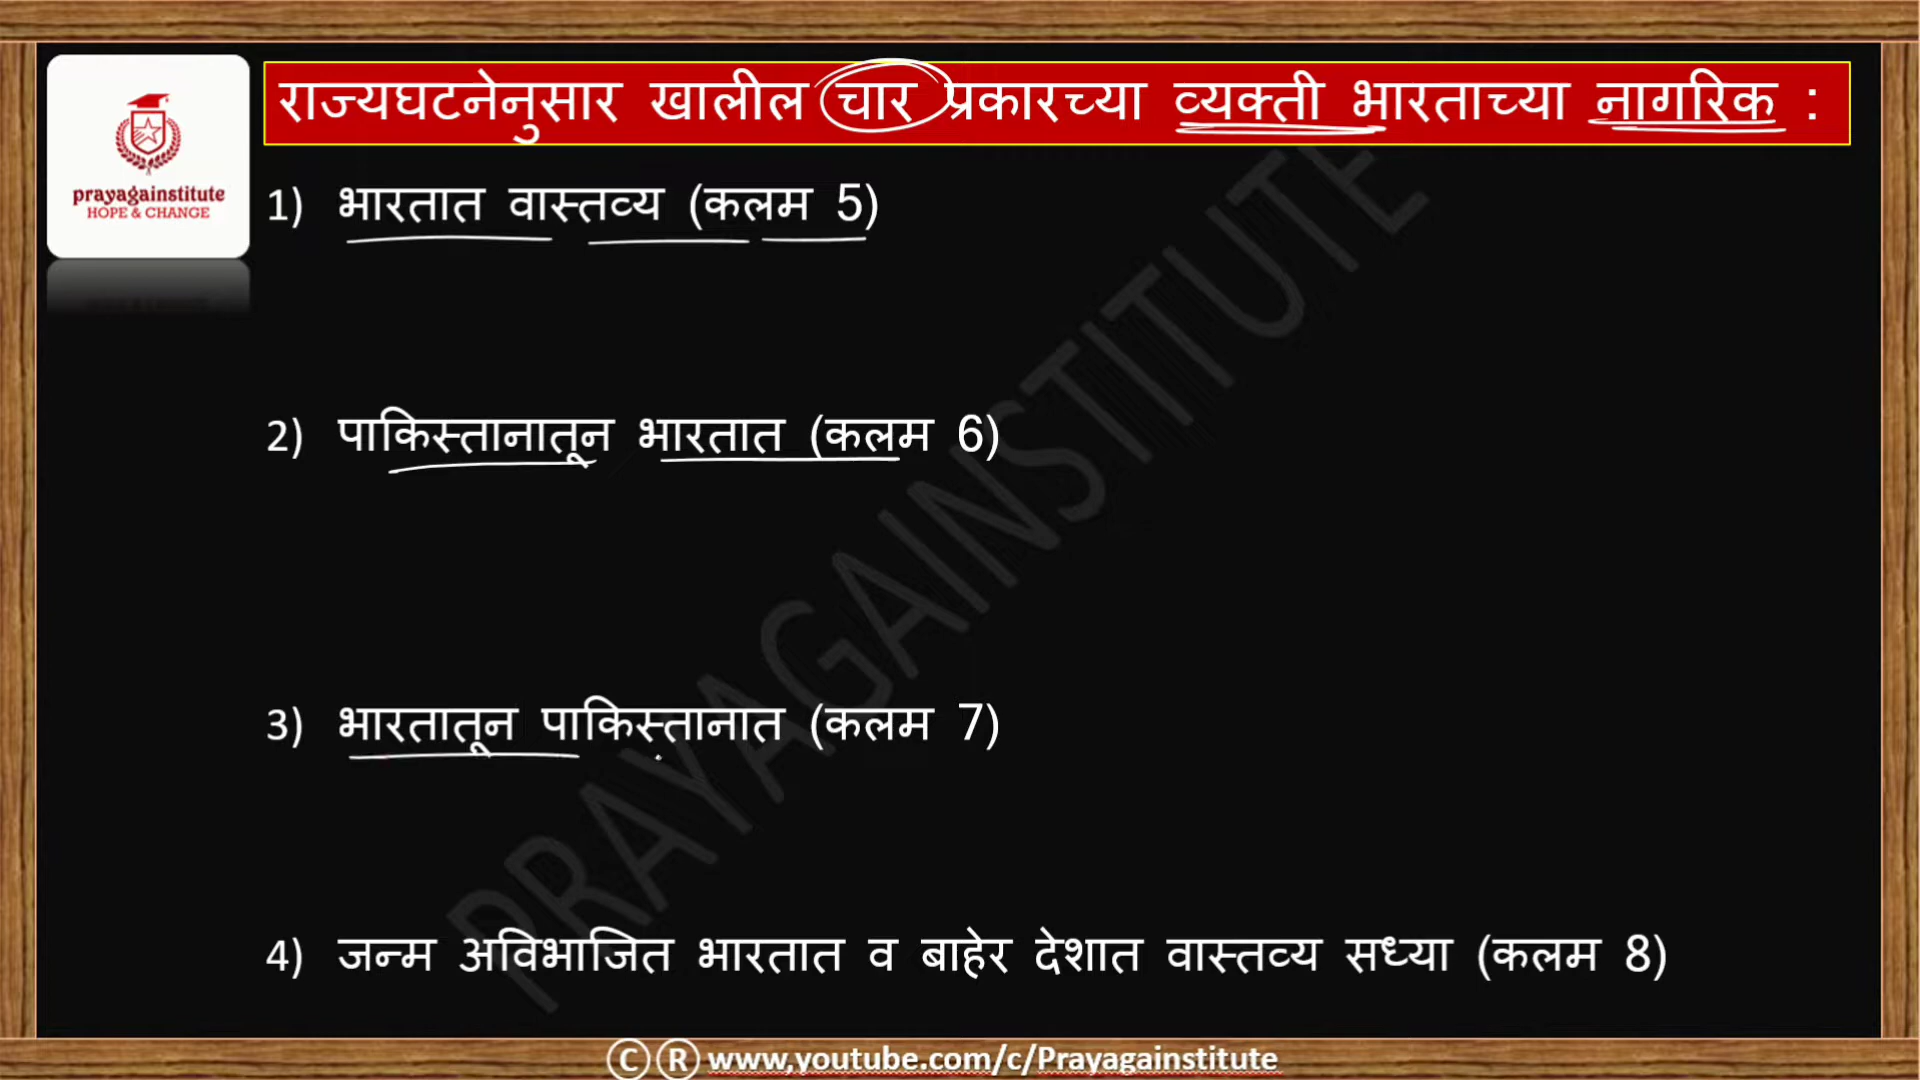 राज्यघटनेनुसार खालील चार प्रकारच्या व्यक्ती भारताच्या नागरिक :
prayagainstitute
HOPE & CHANGE
1) भारतात वास्तव्य (कलम 5)
2) पाकिस्तानातून भारतात (कलम 6)
3) भारतातून पाकिस्तानात (कलम 7)
4) जन्म अविभाजित भारतात व बाहेर देशात वास्तव्य सध्या (कलम 8)
PRAYAGAINSTITUTE
©® www,youtube.com/c/Prayagainstitute